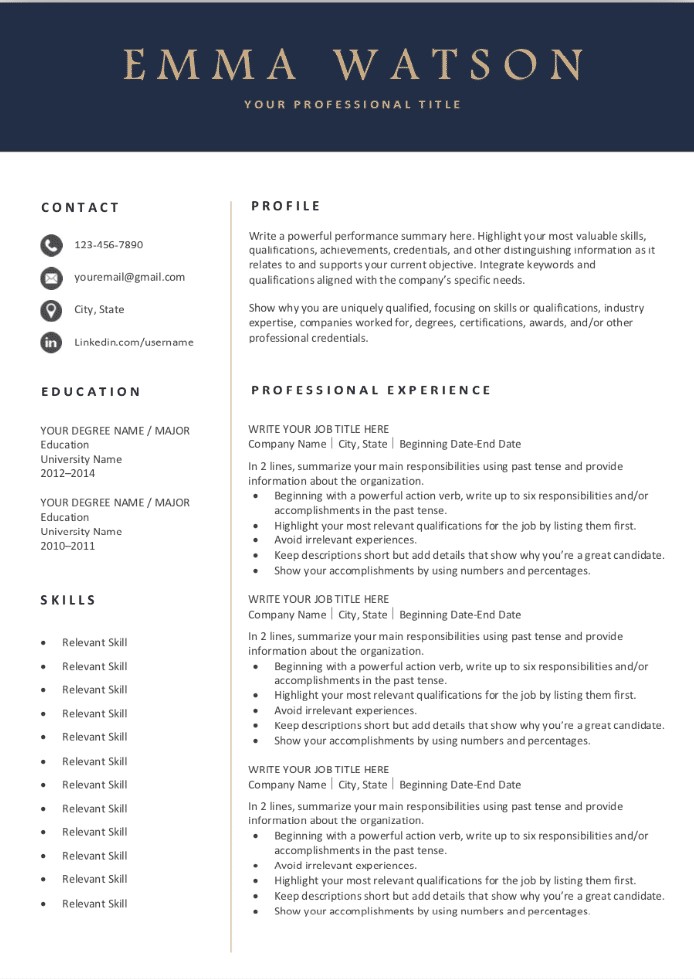 EMMA WATSON
YOUR PROFESSIONAL TITLE
CONTACT
123-456-7890
youremail@gmail.com
City, State
in Linkedin.com/username
EDUCATION
YOUR DEGREE NAME / MAJOR
Education
University Name
2012–2014
YOUR DEGREE NAME / MAJOR
Education
University Name
2010–2011
SKILLS
• Relevant Skill
• Relevant Skill
• Relevant Skill
• Relevant Skill
• Relevant Skill
• Relevant Skill
• Relevant Skill
• Relevant Skill
• Relevant Skill
• Relevant Skill
• Relevant Skill
• Relevant Skill
PROFILE
Write a powerful performance summary here. Highlight your most valuable skills,
qualifications, achievements, credentials, and other distinguishing information as it
relates to and supports your current objective. Integrate keywords and
qualifications aligned with the company’s specific needs.
Show why you are uniquely qualified, focusing on skills or qualifications, industry
expertise, companies worked for, degrees, certifications, awards, and/or other
professional credentials.
PROFESSIONAL EXPERIENCE
WRITE YOUR JOB TITLE HERE
Company Name | City, State | Beginning Date-End Date
In 2 lines, summarize your main responsibilities using past tense and provide
information about the organization.
• Beginning with a powerful action verb, write up to six responsibilities and/or
accomplishments in the past tense.
• Highlight your most relevant qualifications for the job by listing them first.
• Avoid irrelevant experiences.
• Keep descriptions short but add details that show why you’re a great candidate.
• Show your accomplishments by using numbers and percentages.
WRITE YOUR JOB TITLE HERE
Company Name | City, State | Beginning Date-End Date
In 2 lines, summarize your main responsibilities using past tense and provide
information about the organization.
• Beginning with a powerful action verb, write up to six responsibilities and/or
accomplishments in the past tense.
• Highlight your most relevant qualifications for the job by listing them first.
• Avoid irrelevant experiences.
• Keep descriptions short but add details that show why you’re a great candidate.
• Show your accomplishments by using numbers and percentages.
WRITE YOUR JOB TITLE HERE
Company Name | City, State | Beginning Date-End Date
In 2 lines, summarize your main responsibilities using past tense and provide
information about the organization.
• Beginning with a powerful action verb, write up to six responsibilities and/or
accomplishments in the past tense.
• Avoid irrelevant experiences.
• Highlight your most relevant qualifications for the job by listing them first.
• Keep descriptions short but add details that show why you’re a great candidate.
• Show your accomplishments by using numbers and percentages.